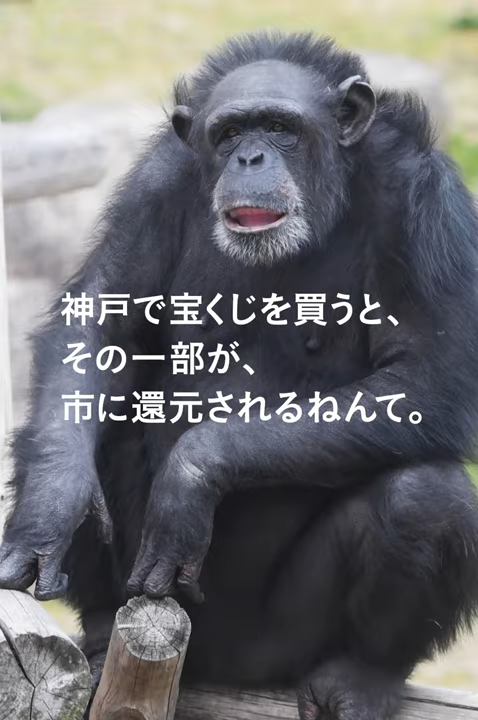 神戸で宝くじを買うと、
その一部が、
市に還元されるねんて。